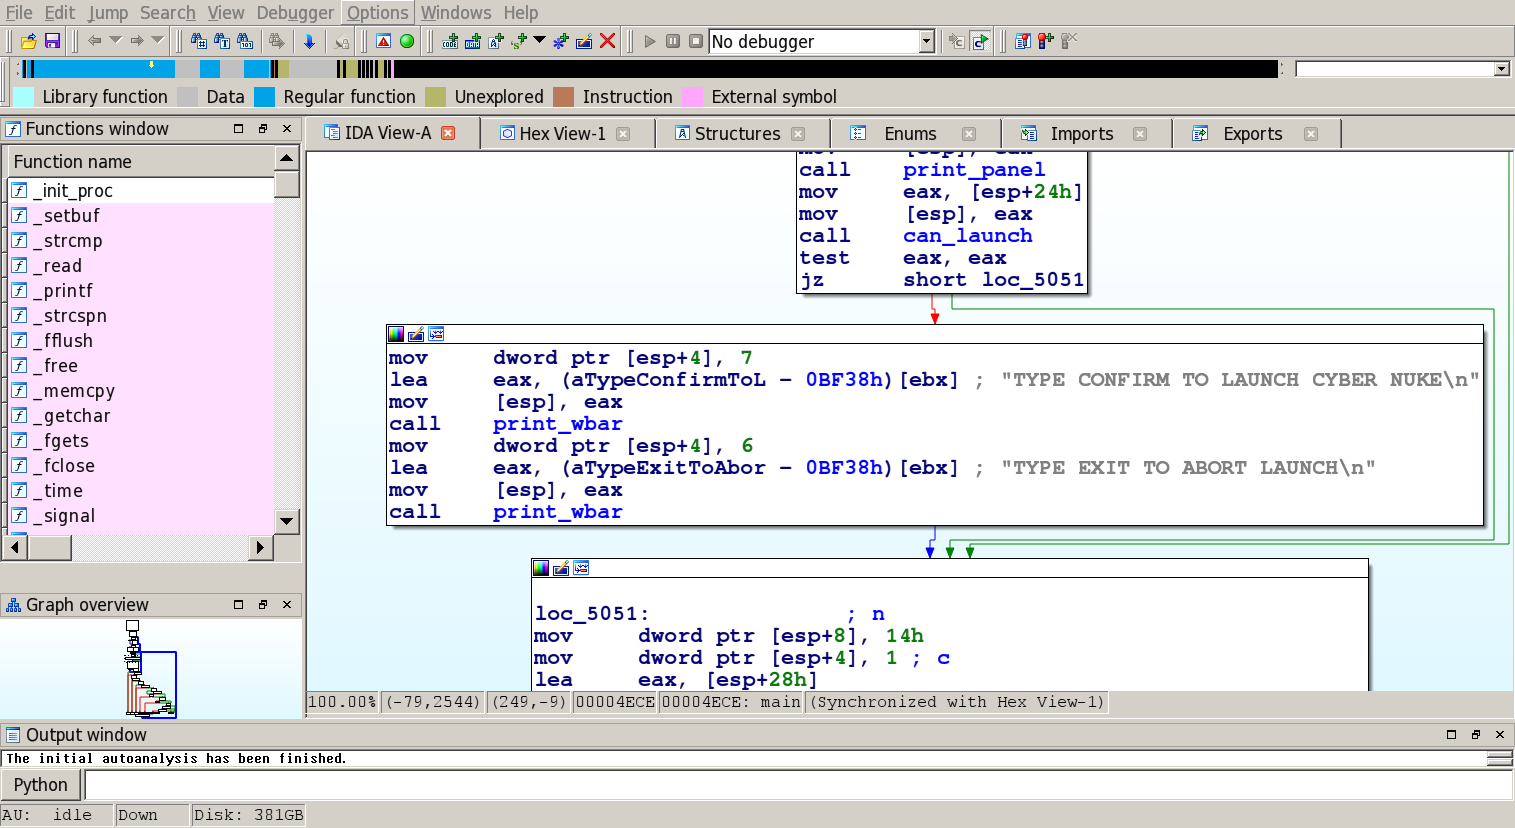 File Edit Jump Search View Debugger Options Windows Help
No debugger
Library function Data Regular function Unexplored Instruction External symbol
Functions window
IDA View-A Hex View-1 Structures Enums Imports Exports
Function name
_init_proc
_setbuf
_strcmp
_read
_printf
_strcspn
_fflush
_free
_memcpy
_getchar
_fgets
_fclose
_time
_signal
mov [esp], eax
call print_panel
mov eax, [esp+24h]
mov [esp], eax
call can_launch
test eax, eax
jz short loc_5051
mov dword ptr [esp+4], 7
lea eax, (aTypeConfirmToL - 0BF38h)[ebx] ; "TYPE CONFIRM TO LAUNCH CYBER NUKE\n"
mov [esp], eax
call print_wbar
mov dword ptr [esp+4], 6
lea eax, (aTypeExitToAbor - 0BF38h)[ebx] ; "TYPE EXIT TO ABORT LAUNCH\n"
mov [esp], eax
call print_wbar
loc_5051: ; n
mov dword ptr [esp+8], 14h
mov dword ptr [esp+4], 1 ; c
lea eax, [esp+28h]
Graph overview
100.00% (-79,2544) (249,-9) 00004ECE 00004ECE: main (Synchronized with Hex View-1)
Output window
The initial autoanalysis has been finished.
Python
AU: idle Down Disk: 381GB